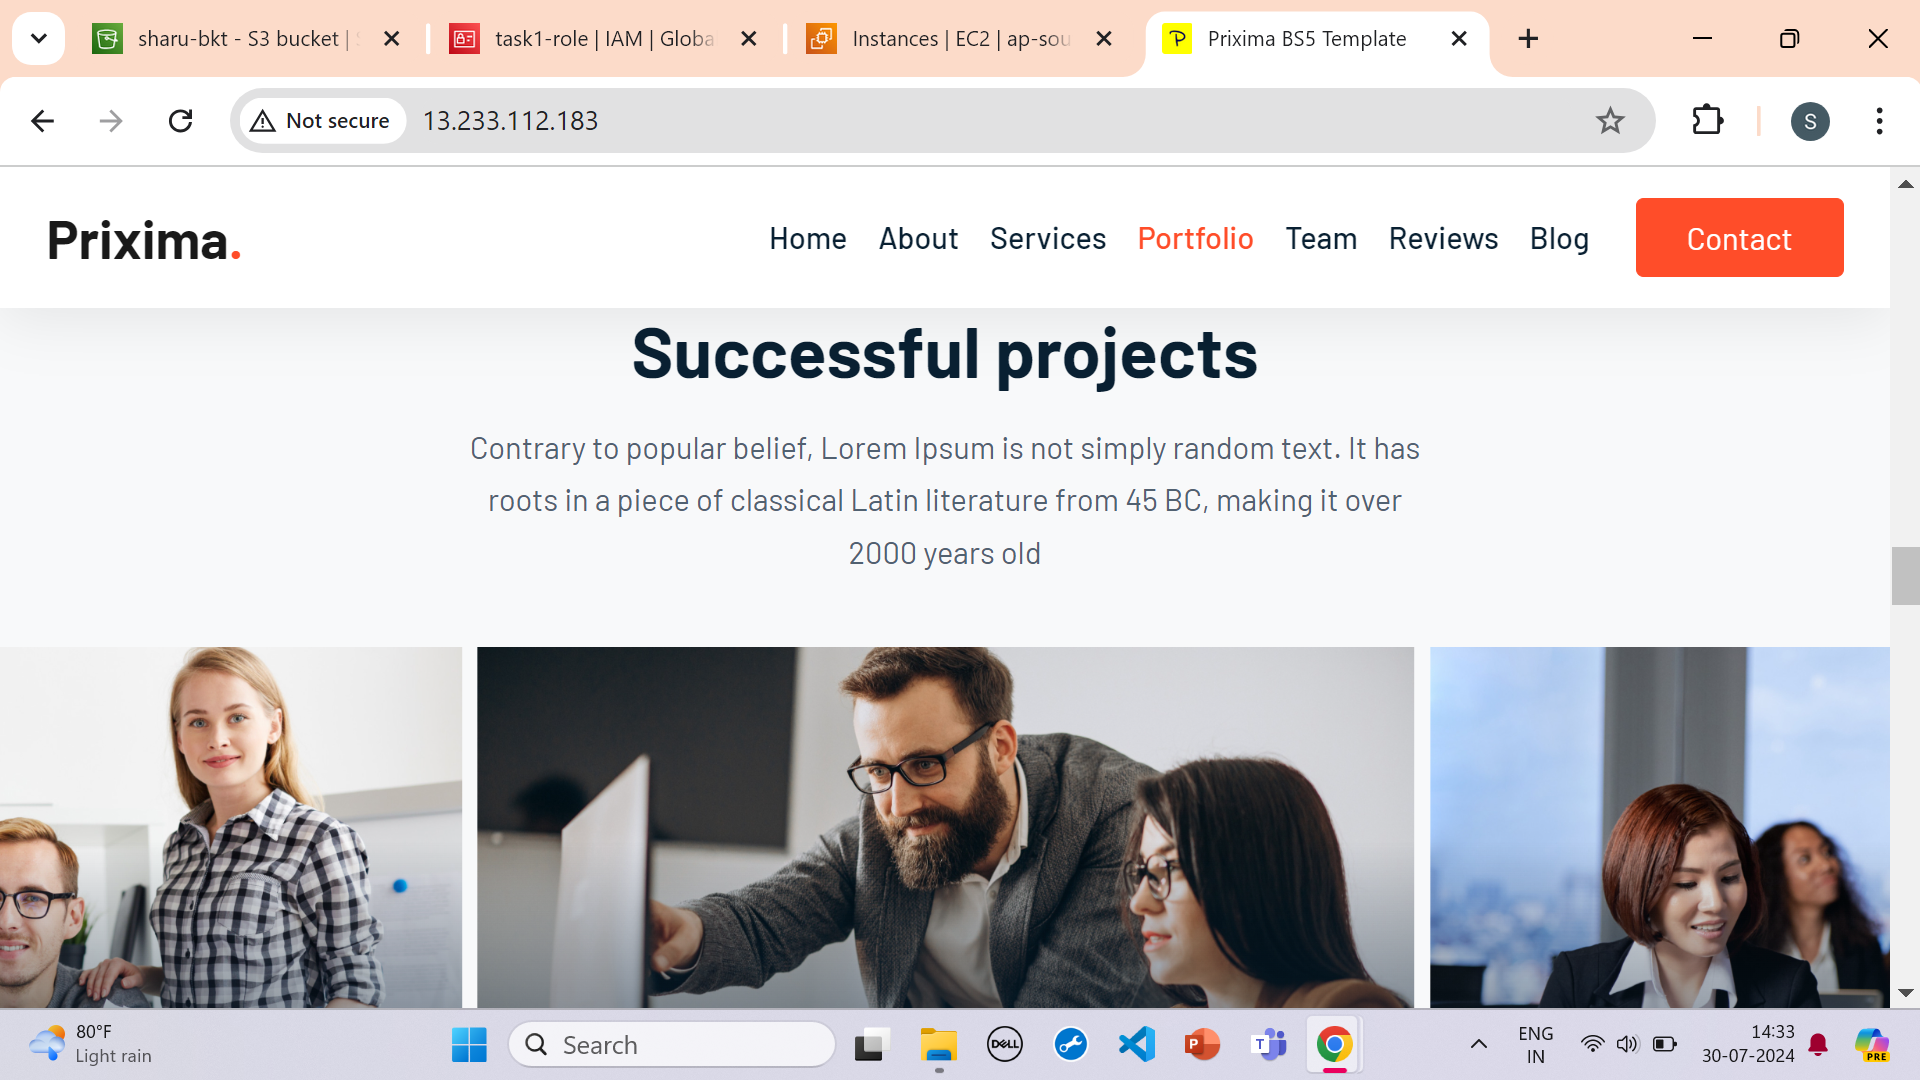 sharu-bkt - S3 bucket |
task1-role | IAM | Globa
Instances | EC2 | ap-sou
Prixima BS5 Template
Not secure
13.233.112.183
S
Prixima.
Home
About
Services
Portfolio
Team
Reviews
Blog
Contact
Successful projects
Contrary to popular belief, Lorem Ipsum is not simply random text. It has
roots in a piece of classical Latin literature from 45 BC, making it over
2000 years old
80°F
Light rain
Search
DELL
P
T
ENG
IN
14:33
30-07-2024
PRE